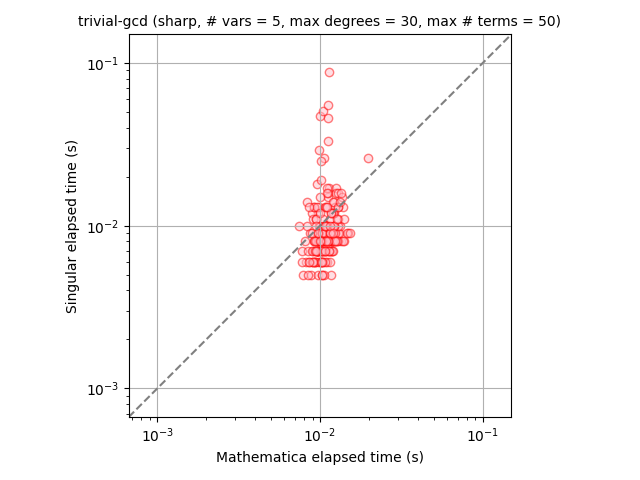 trivial-gcd (sharp, # vars = 5, max degrees = 30, max # terms = 50)
Singular elapsed time (s)
10⁻¹
10⁻²
10⁻³
10⁻³
10⁻²
10⁻¹
Mathematica elapsed time (s)